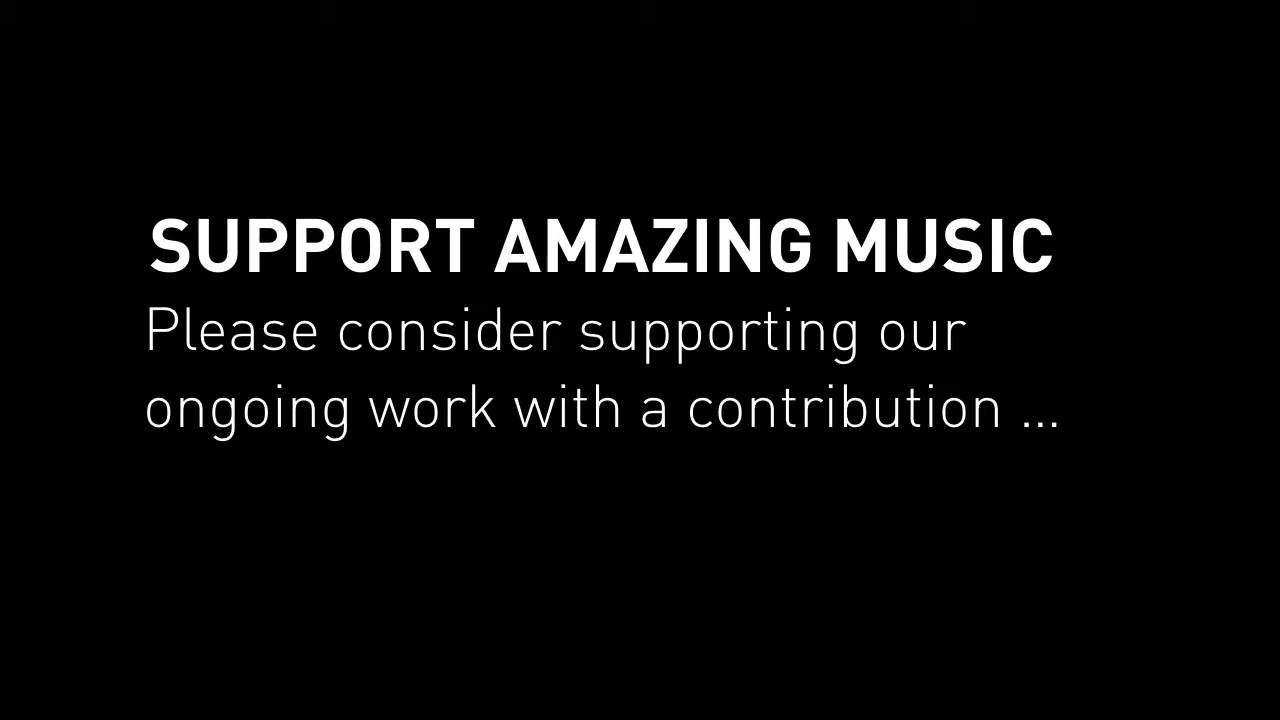 SUPPORT AMAZING MUSIC
Please consider supporting our
ongoing work with a contribution ...